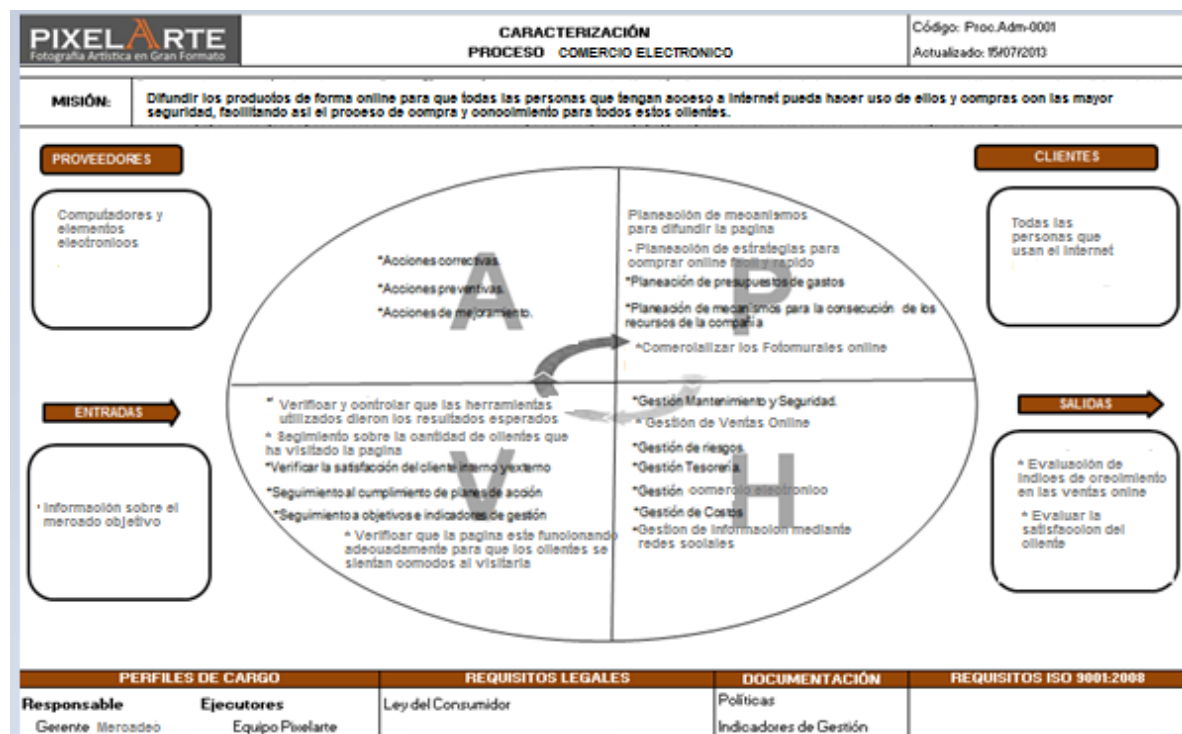 PIXELARTE
Fotografía Artística en Gran Formato
CARACTERIZACIÓN
PROCESO COMERCIO ELECTRONICO
Código: Proc.Adm-0001
Actualizado: 15/07/2013
MISIÓN:
Difundir los productos de forma online para que todas las personas que tengan acceso a internet pueda hacer uso de ellos y compras con las mayor
seguridad, facilitando asi el proceso de compra y conocimiento para todos estos clientes.
PROVEEDORES
Computadores y
elementos
electronicos
CLIENTES
Todas las
personas que
usan el internet
A
*Acciones correctivas.
*Acciones preventivas.
*Acciones de mejoramiento.
P
Planeación de mecanismos
para difundir la pagina
- Planeación de estrategias para
comprar online facil y rapido
*Planeación de presupuestos de gastos
*Planeación de mecanismos para la consecución de los
recursos de la compañía
*Comercializar los Fotomurales online
ENTRADAS
Información sobre el
mercado objetivo
V
* Verificar y controlar que las herramientas
utilizados dieron los resultados esperados
* Segimiento sobre la cantidad de clientes que
ha visitado la pagina
*Verificar la satisfacción del cliente interno y externo
*Seguimiento al cumplimiento de planes de acción
*Seguimiento a objetivos e indicadores de gestión
* Verificar que la pagina este funcionando
adecuadamente para que los clientes se
sientan comodos al visitarla
H
*Gestión Mantenimiento y Seguridad.
* Gestión de Ventas Online
*Gestión de riesgos.
*Gestión Tesorería.
*Gestión comercio electronico
*Gestión de Costos
*Gestion de informacion mediante
redes sociales
SALIDAS
* Evaluación de
indices de crecimiento
en las ventas onine
* Evaluar la
satisfaccion del
cliente
PERFILES DE CARGO
REQUISITOS LEGALES
DOCUMENTACIÓN
REQUISITOS ISO 9001:2008
Responsable Ejecutores
Gerente Mercadeo Equipo Pixelarte
Ley del Consumidor
Políticas
Indicadores de Gestión